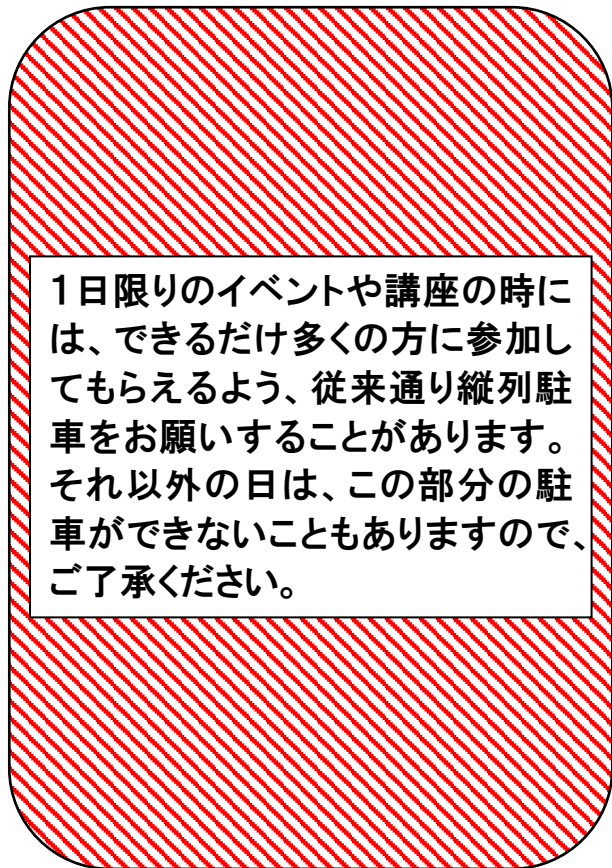 1日限りのイベントや講座の時に
は、できるだけ多くの方に参加し
てもらえるよう、従来通り縦列駐
車をお願いすることがあります。
それ以外の日は、この部分の駐
車ができないこともありますので、
ご了承ください。